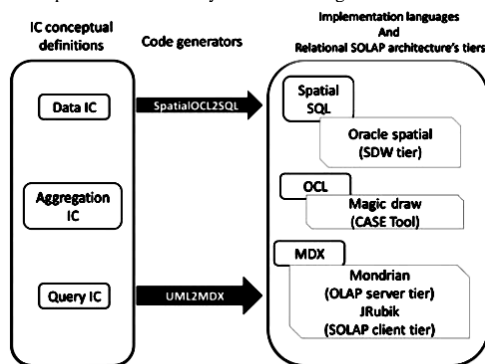 IC conceptual
definitions
Code generators
Implementation languages
And
Relational SOLAP architecture's tiers
Data IC
SpatialOCL2SQL
Spatial
SQL
Oracle spatial
(SDW tier)
Aggregation
IC
OCL
Magic draw
(CASE Tool)
MDX
Query IC
UML2MDX
Mondrian
(OLAP server tier)
JRubik
(SOLAP client tier)